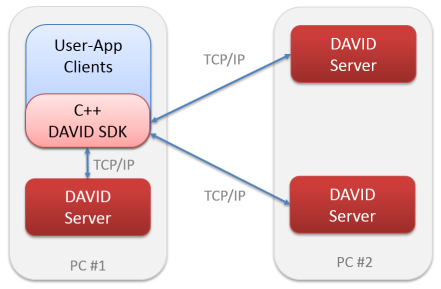 User-App
Clients
C++
DAVID SDK
TCP/IP
DAVID
Server
PC #1
TCP/IP
TCP/IP
DAVID
Server
DAVID
Server
PC #2